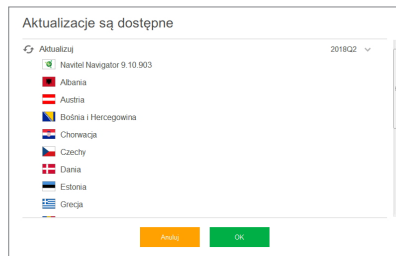 Aktualizacje są dostępne
Aktualizuj 2018Q2
Navitel Navigator 9.10.903
Albania
Austria
Bośnia i Hercegowina
Chorwacja
Czechy
Dania
Estonia
Grecja
Anuluj OK